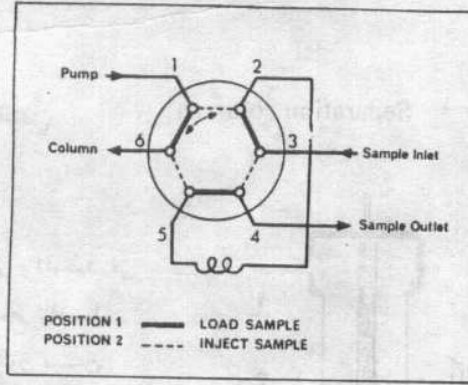 1 2
Pump
6 3
Column Sample Inlet
Sample Outlet
5 4
POSITION 1 LOAD SAMPLE
POSITION 2 INJECT SAMPLE
Separation